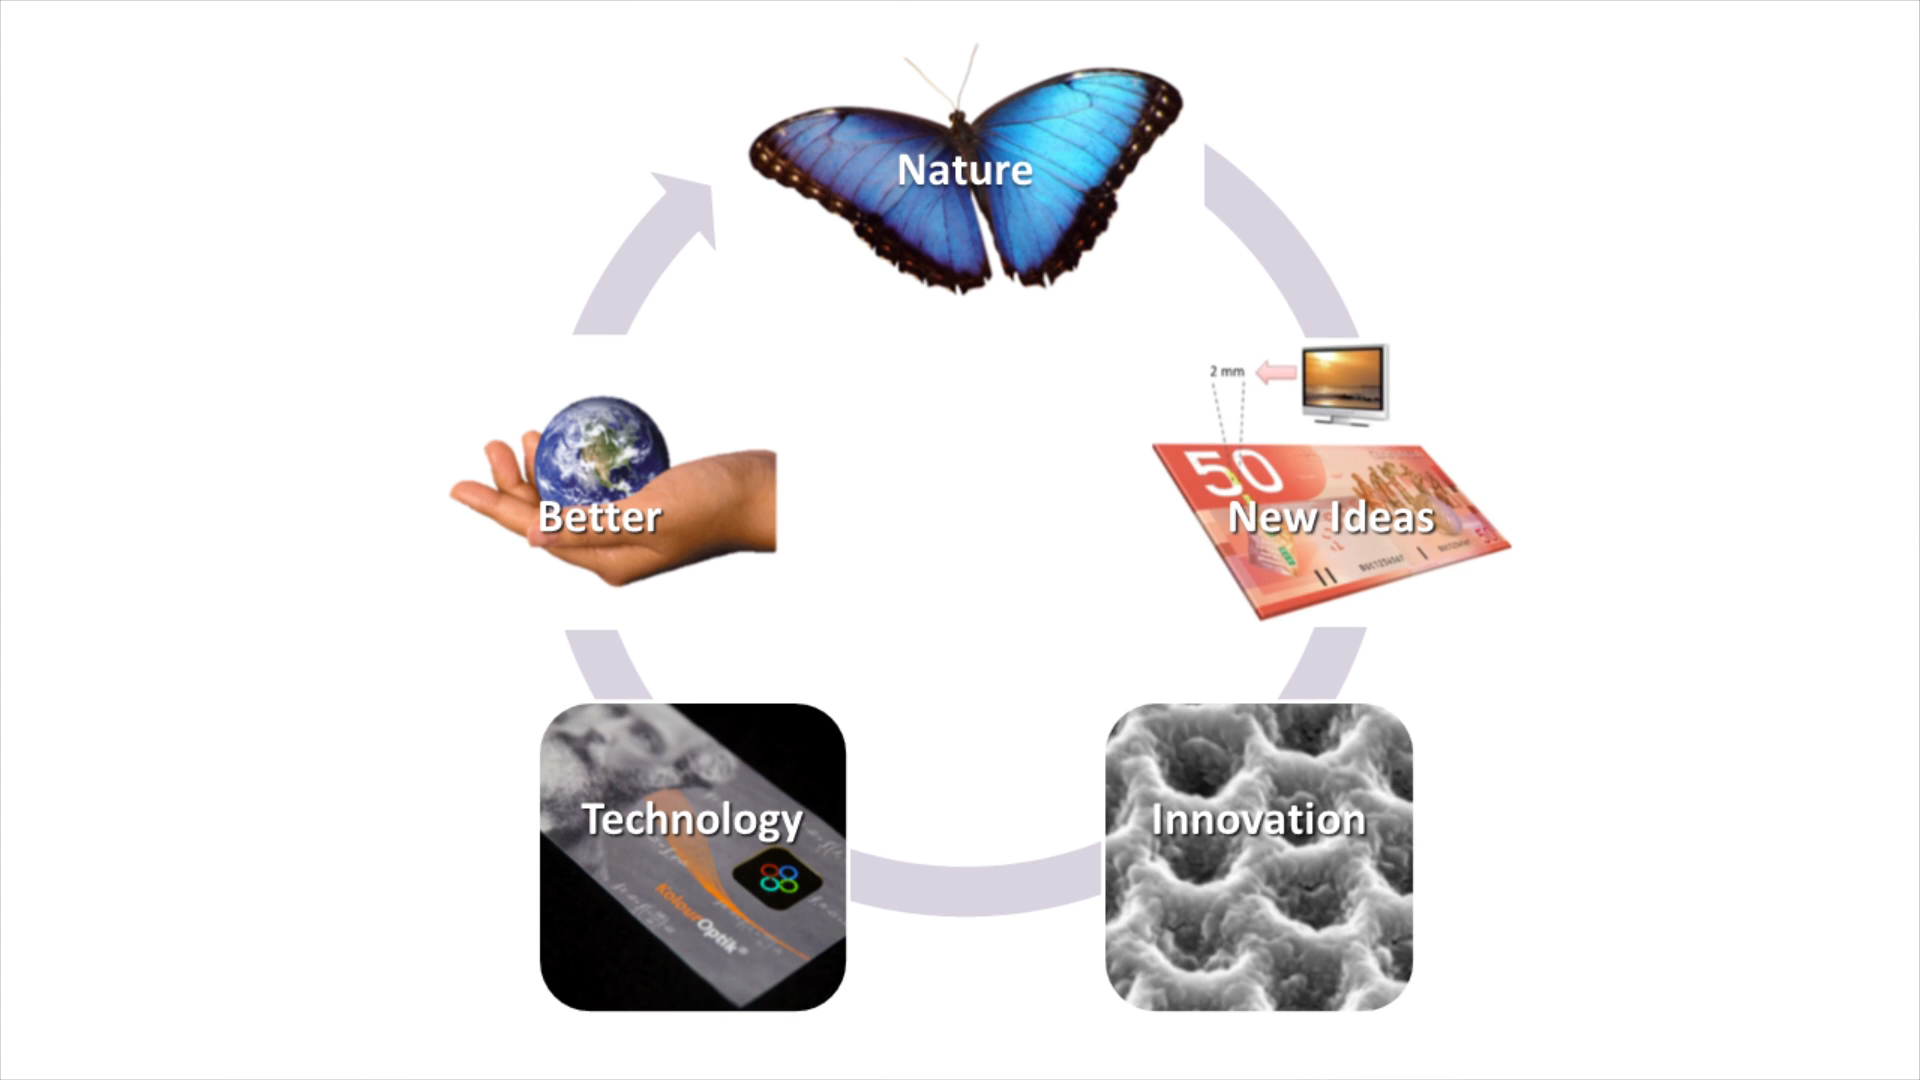 Nature
2 mm
50
New Ideas
Better
Technology
Innovation
KolourOptik®